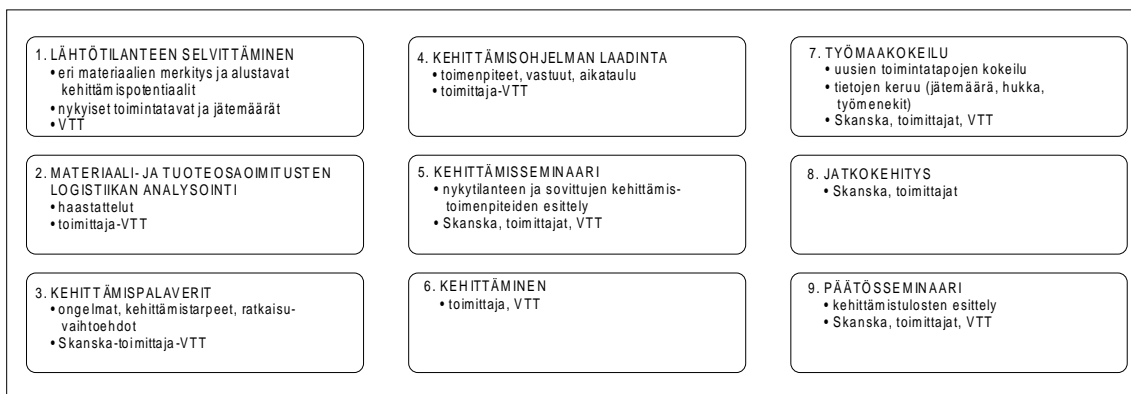 1. LÄHTÖTILANTEEN SELVITTÄMINEN
• eri materiaalien merkitys ja alustavat
kehittämispotentiaalit
• nykyiset toimintatavat ja jätemäärät
• VTT
2. MATERIAALI- JA TUOTEOSAOIMITUSTEN
LOGISTIIKAN ANALYSOINTI
• haastattelut
• toimittaja-VTT
3. KEHITTÄMISPALAVERIT
• ongelmat, kehittämistarpeet, ratkaisu-
vaihtoehdot
• Skanska-toimittaja-VTT
4. KEHITTÄMISOHJELMAN LAADINTA
• toimenpiteet, vastuut, aikataulu
• toimittaja-VTT
5. KEHITTÄMISSEMINAARI
• nykytilanteen ja sovittujen kehittämis-
toimenpiteiden esittely
• Skanska, toimittajat, VTT
6. KEHITTÄMINEN
• toimittaja, VTT
7. TYÖMAAKOKEILU
• uusien toimintatapojen kokeilu
• tietojen keruu (jätemäärä, hukka,
työmenekit)
• Skanska, toimittajat, VTT
8. JATKOKEHITYS
• Skanska, toimittajat
9. PÄÄTÖSSEMINAARI
• kehittämistulosten esittely
• Skanska, toimittajat, VTT